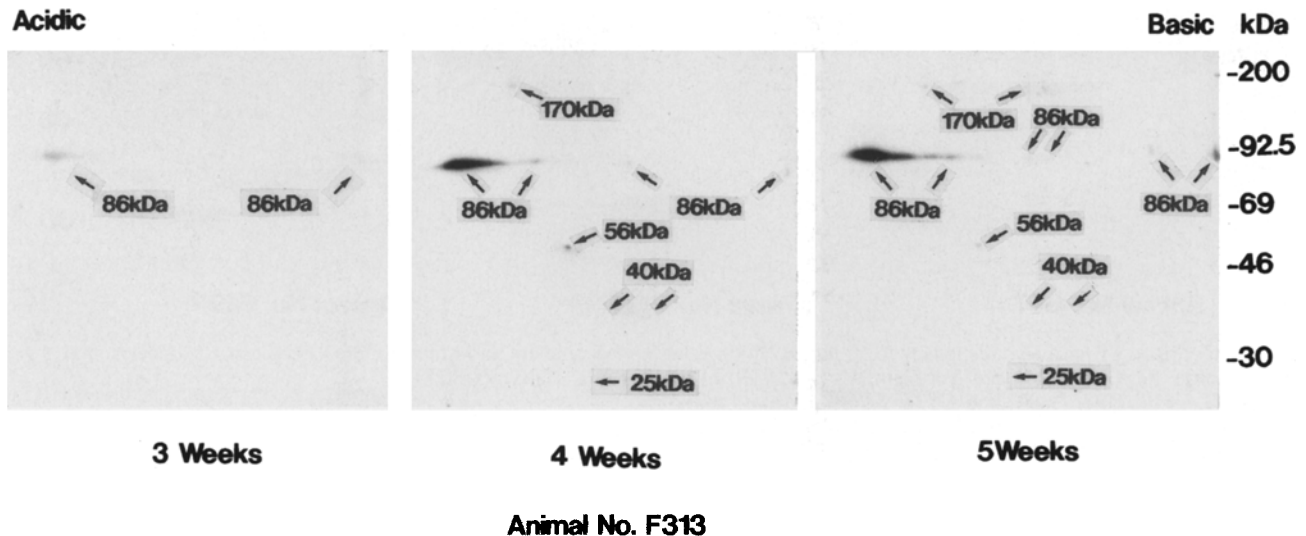 Acidic
Basic kDa
86kDa
86kDa
3 Weeks
170kDa
86kDa
86kDa
56kDa
40kDa
25kDa
4 Weeks
170kDa
86kDa
86kDa
86kDa
56kDa
40kDa
25kDa
5Weeks
-200
-92.5
-69
-46
-30
Animal No. F313